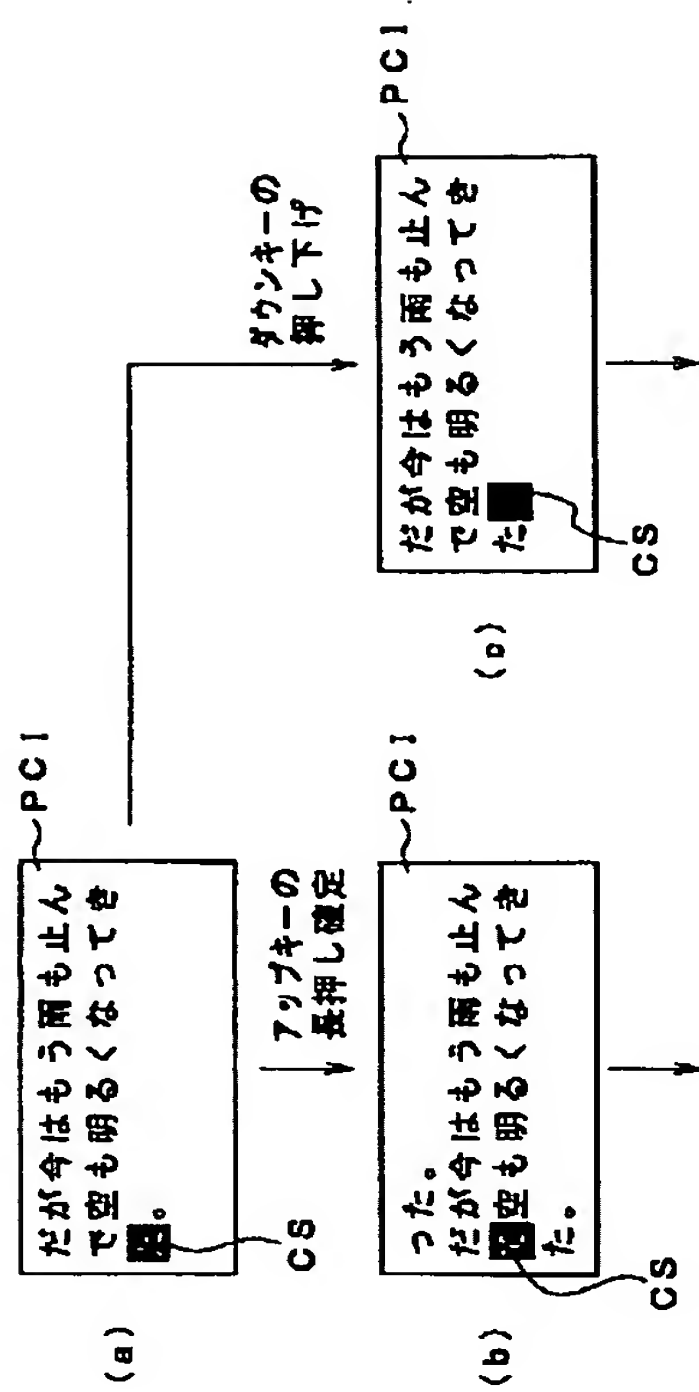 (a)
PC1
だが今はもう雨も止ん
で空も明るくなってき
。
CS
アップキーの
長押し確定
ダウンキーの
押し下げ
(b)
PC1
った。
だが今はもう雨も止ん
空も明るくなってき
た。
CS
(c)
PC1
だが今はもう雨も止ん
で空も明るくなってき
た
CS